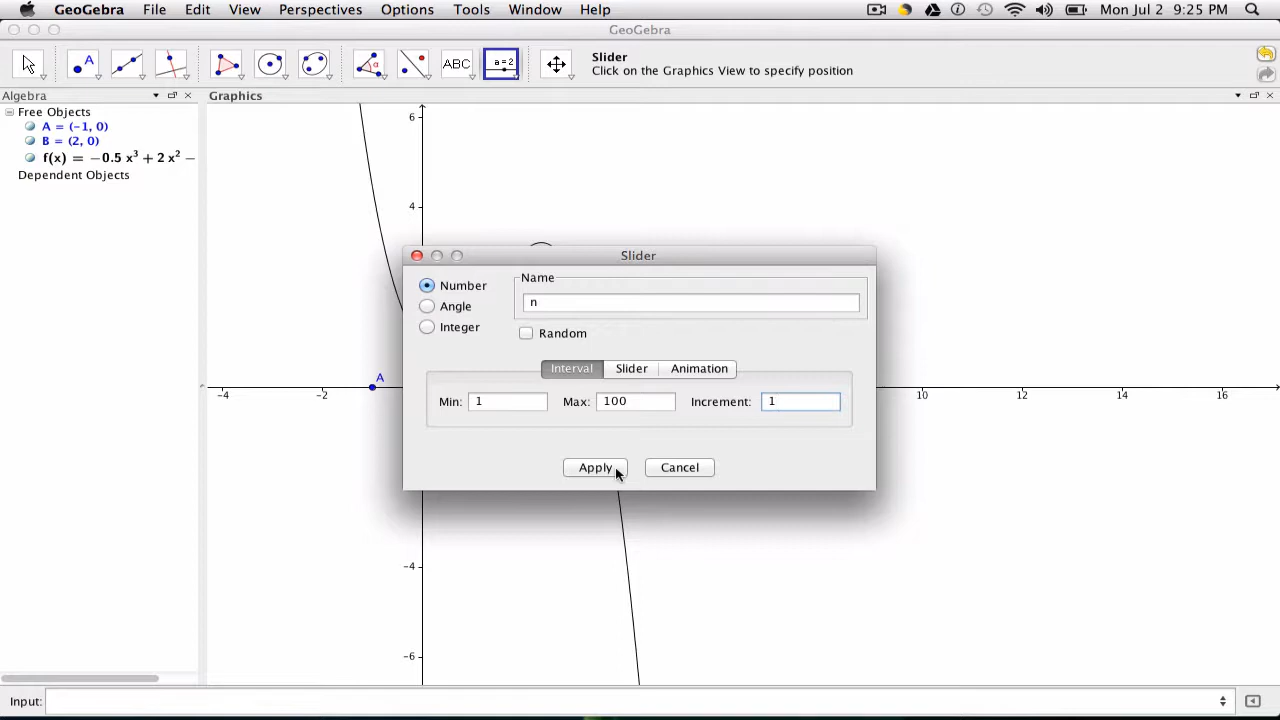 GeoGebra File Edit View Perspectives Options Tools Window Help Mon Jul 2 9:25 PM
GeoGebra
A ABC a=2 Slider
Click on the Graphics View to specify position
Algebra Graphics
Free Objects
A = (−1, 0)
B = (2, 0)
f(x) = −0.5 x³ + 2 x² −
Dependent Objects
6
4
−4
−6
−4 −2 10 12 14 16
A
Slider
Number
Angle
Integer
Name
n
Random
Interval Slider Animation
Min: 1 Max: 100 Increment: 1
Apply Cancel
Input: